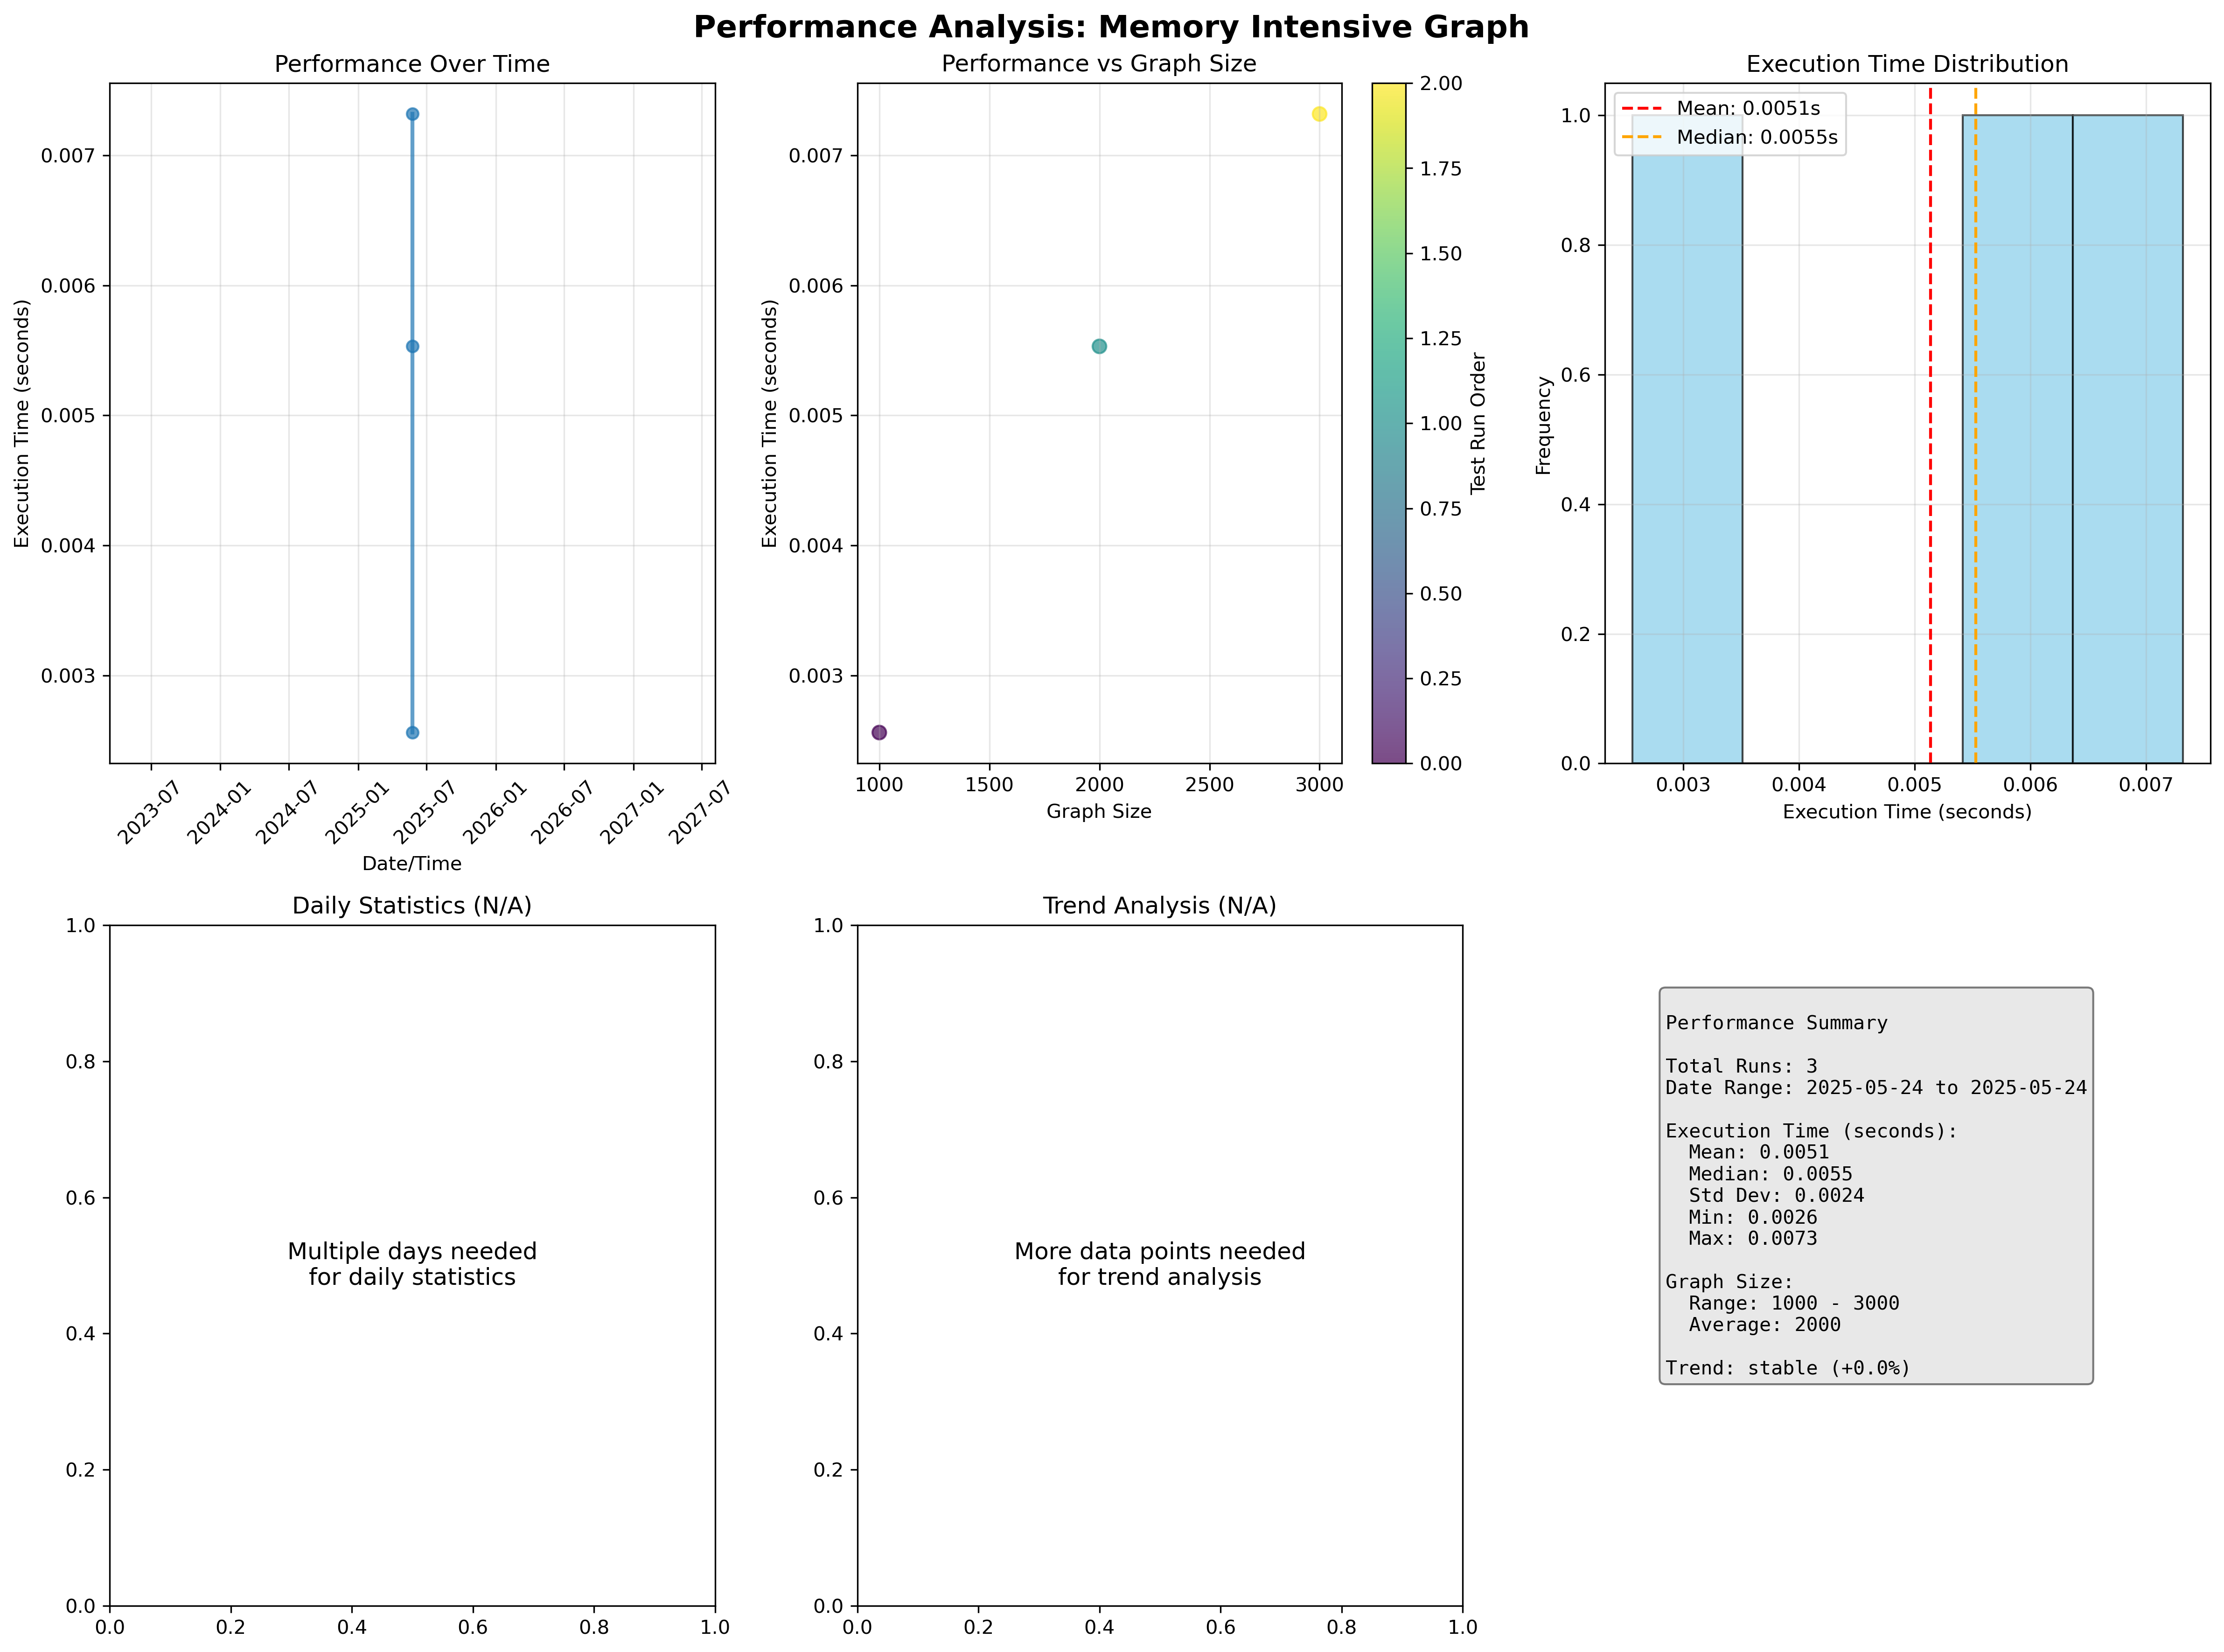 Performance Analysis: Memory Intensive Graph
Performance Over Time
Execution Time (seconds)
0.007
0.006
0.005
0.004
0.003
2023-07
2024-01
2024-07
2025-01
2025-07
2026-01
2026-07
2027-01
2027-07
Date/Time
Performance vs Graph Size
Execution Time (seconds)
0.007
0.006
0.005
0.004
0.003
1000
1500
2000
2500
3000
Graph Size
2.00
1.75
1.50
1.25
1.00
0.75
0.50
0.25
0.00
Test Run Order
Execution Time Distribution
Mean: 0.0051s
Median: 0.0055s
Frequency
1.0
0.8
0.6
0.4
0.2
0.0
0.003
0.004
0.005
0.006
0.007
Execution Time (seconds)
Daily Statistics (N/A)
1.0
0.8
0.6
0.4
0.2
0.0
Multiple days needed
for daily statistics
0.0
0.2
0.4
0.6
0.8
1.0
Trend Analysis (N/A)
1.0
0.8
0.6
0.4
0.2
0.0
More data points needed
for trend analysis
0.0
0.2
0.4
0.6
0.8
1.0
Performance Summary
Total Runs: 3
Date Range: 2025-05-24 to 2025-05-24
Execution Time (seconds):
Mean: 0.0051
Median: 0.0055
Std Dev: 0.0024
Min: 0.0026
Max: 0.0073
Graph Size:
Range: 1000 - 3000
Average: 2000
Trend: stable (+0.0%)